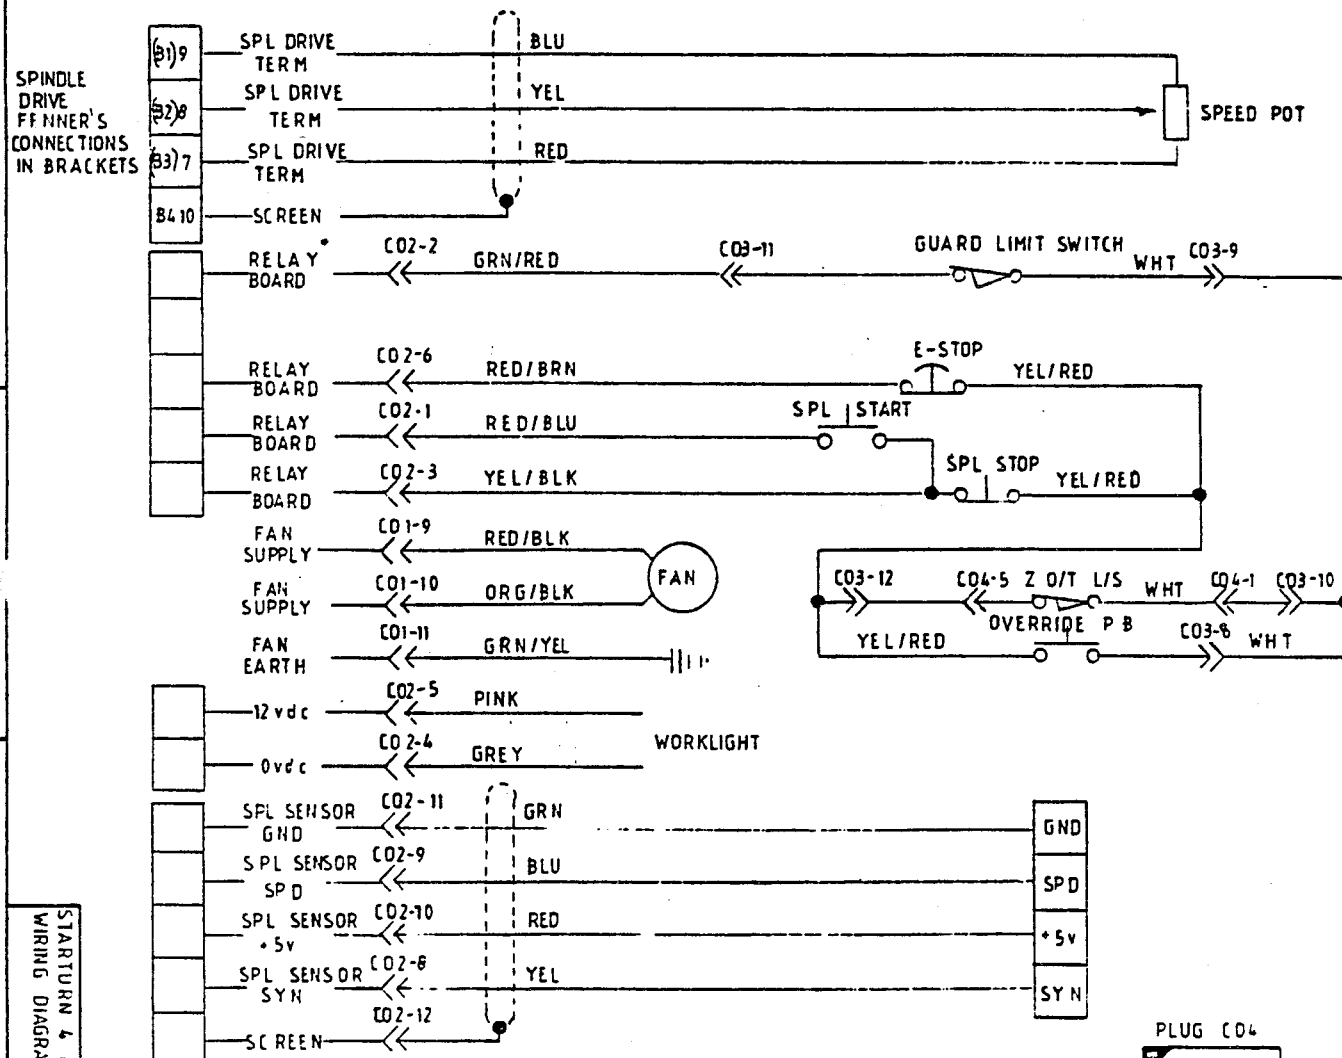 SPINDLE
DRIVE
FENNER'S
CONNECTIONS
IN BRACKETS
(B1)9
SPL DRIVE
TERM
BLU
(B2)8
SPL DRIVE
TERM
YEL
SPEED POT
(B3)7
SPL DRIVE
TERM
RED
B4 10
SCREEN
RELAY
BOARD
C02-2
GRN/RED
C03-11
GUARD LIMIT SWITCH
WHT
C03-9
RELAY
BOARD
C02-6
RED/BRN
E-STOP
YEL/RED
RELAY
BOARD
C02-1
RED/BLU
SPL START
RELAY
BOARD
C02-3
YEL/BLK
SPL STOP
YEL/RED
FAN
SUPPLY
C01-9
RED/BLK
FAN
FAN
SUPPLY
C01-10
ORG/BLK
C03-12
C04-5
Z O/T L/S
WHT
C04-1
C03-10
FAN
EARTH
C01-11
GRN/YEL
YEL/RED
OVERRIDE PB
C03-8
WHT
12vdc
C02-5
PINK
WORKLIGHT
0vdc
C02-4
GREY
SPL SENSOR
GND
C02-11
GRN
GND
SPL SENSOR
SPD
C02-9
BLU
SPD
SPL SENSOR
+5v
C02-10
RED
+5v
SPL SENSOR
SYN
C02-8
YEL
SYN
SCREEN
C02-12
STARTURN 4
WIRING DIAGRA
PLUG C04